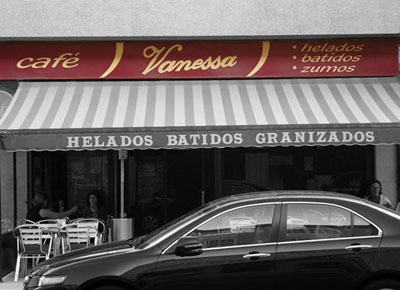 café
Vanessa
· helados
· batidos
· zumos
HELADOS BATIDOS GRANIZADOS